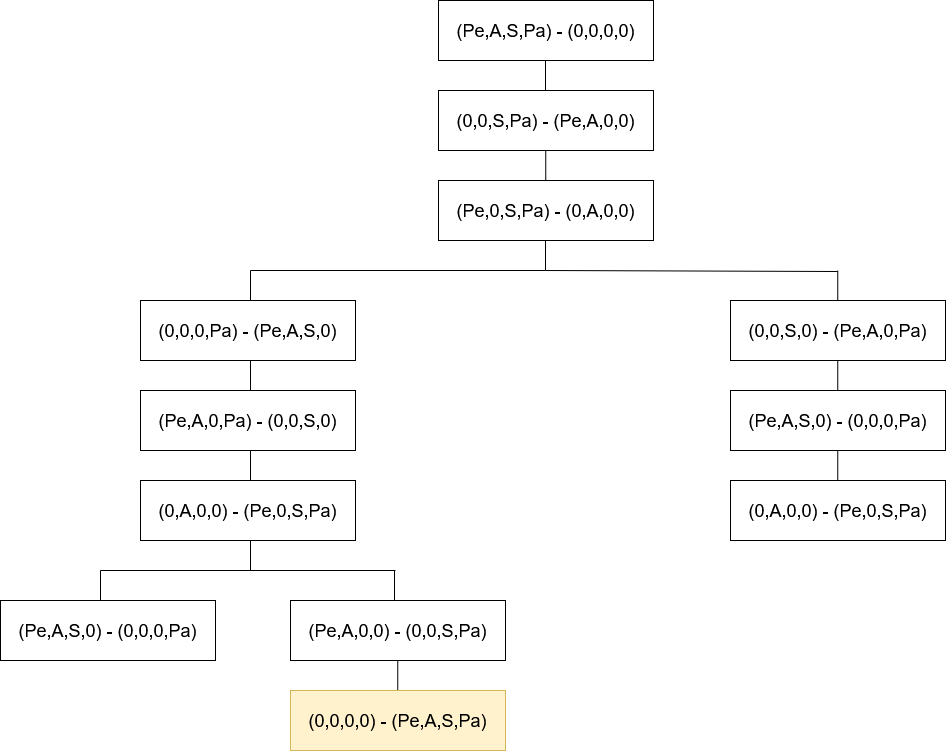 (Pe,A,S,Pa) - (0,0,0,0)
(0,0,S,Pa) - (Pe,A,0,0)
(Pe,0,S,Pa) - (0,A,0,0)
(0,0,0,Pa) - (Pe,A,S,0)
(0,0,S,0) - (Pe,A,0,Pa)
(Pe,A,0,Pa) - (0,0,S,0)
(Pe,A,S,0) - (0,0,0,Pa)
(0,A,0,0) - (Pe,0,S,Pa)
(0,A,0,0) - (Pe,0,S,Pa)
(Pe,A,S,0) - (0,0,0,Pa)
(Pe,A,0,0) - (0,0,S,Pa)
(0,0,0,0) - (Pe,A,S,Pa)